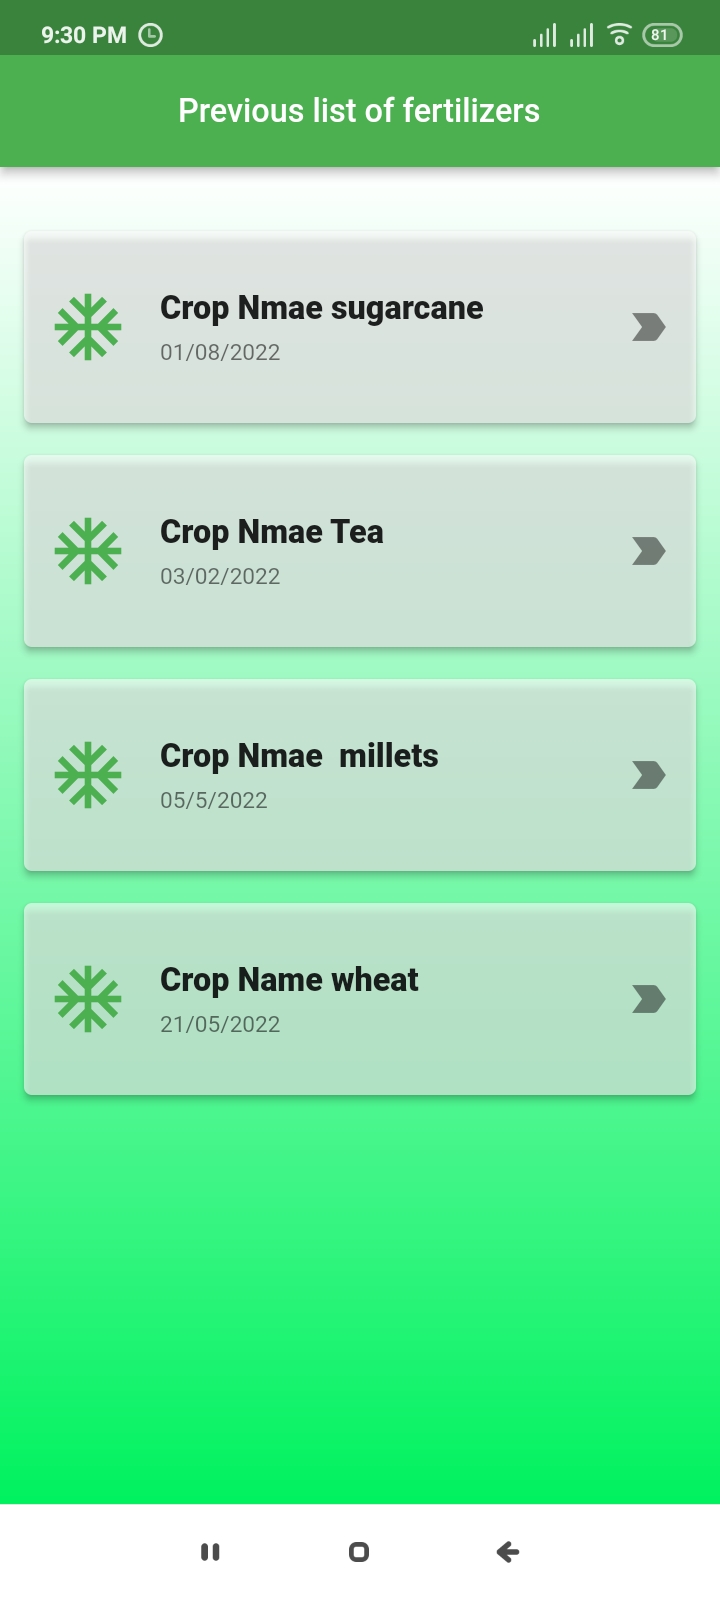 9:30 PM
81
Previous list of fertilizers
Crop Nmae sugarcane
01/08/2022
Crop Nmae Tea
03/02/2022
Crop Nmae  millets
05/5/2022
Crop Name wheat
21/05/2022